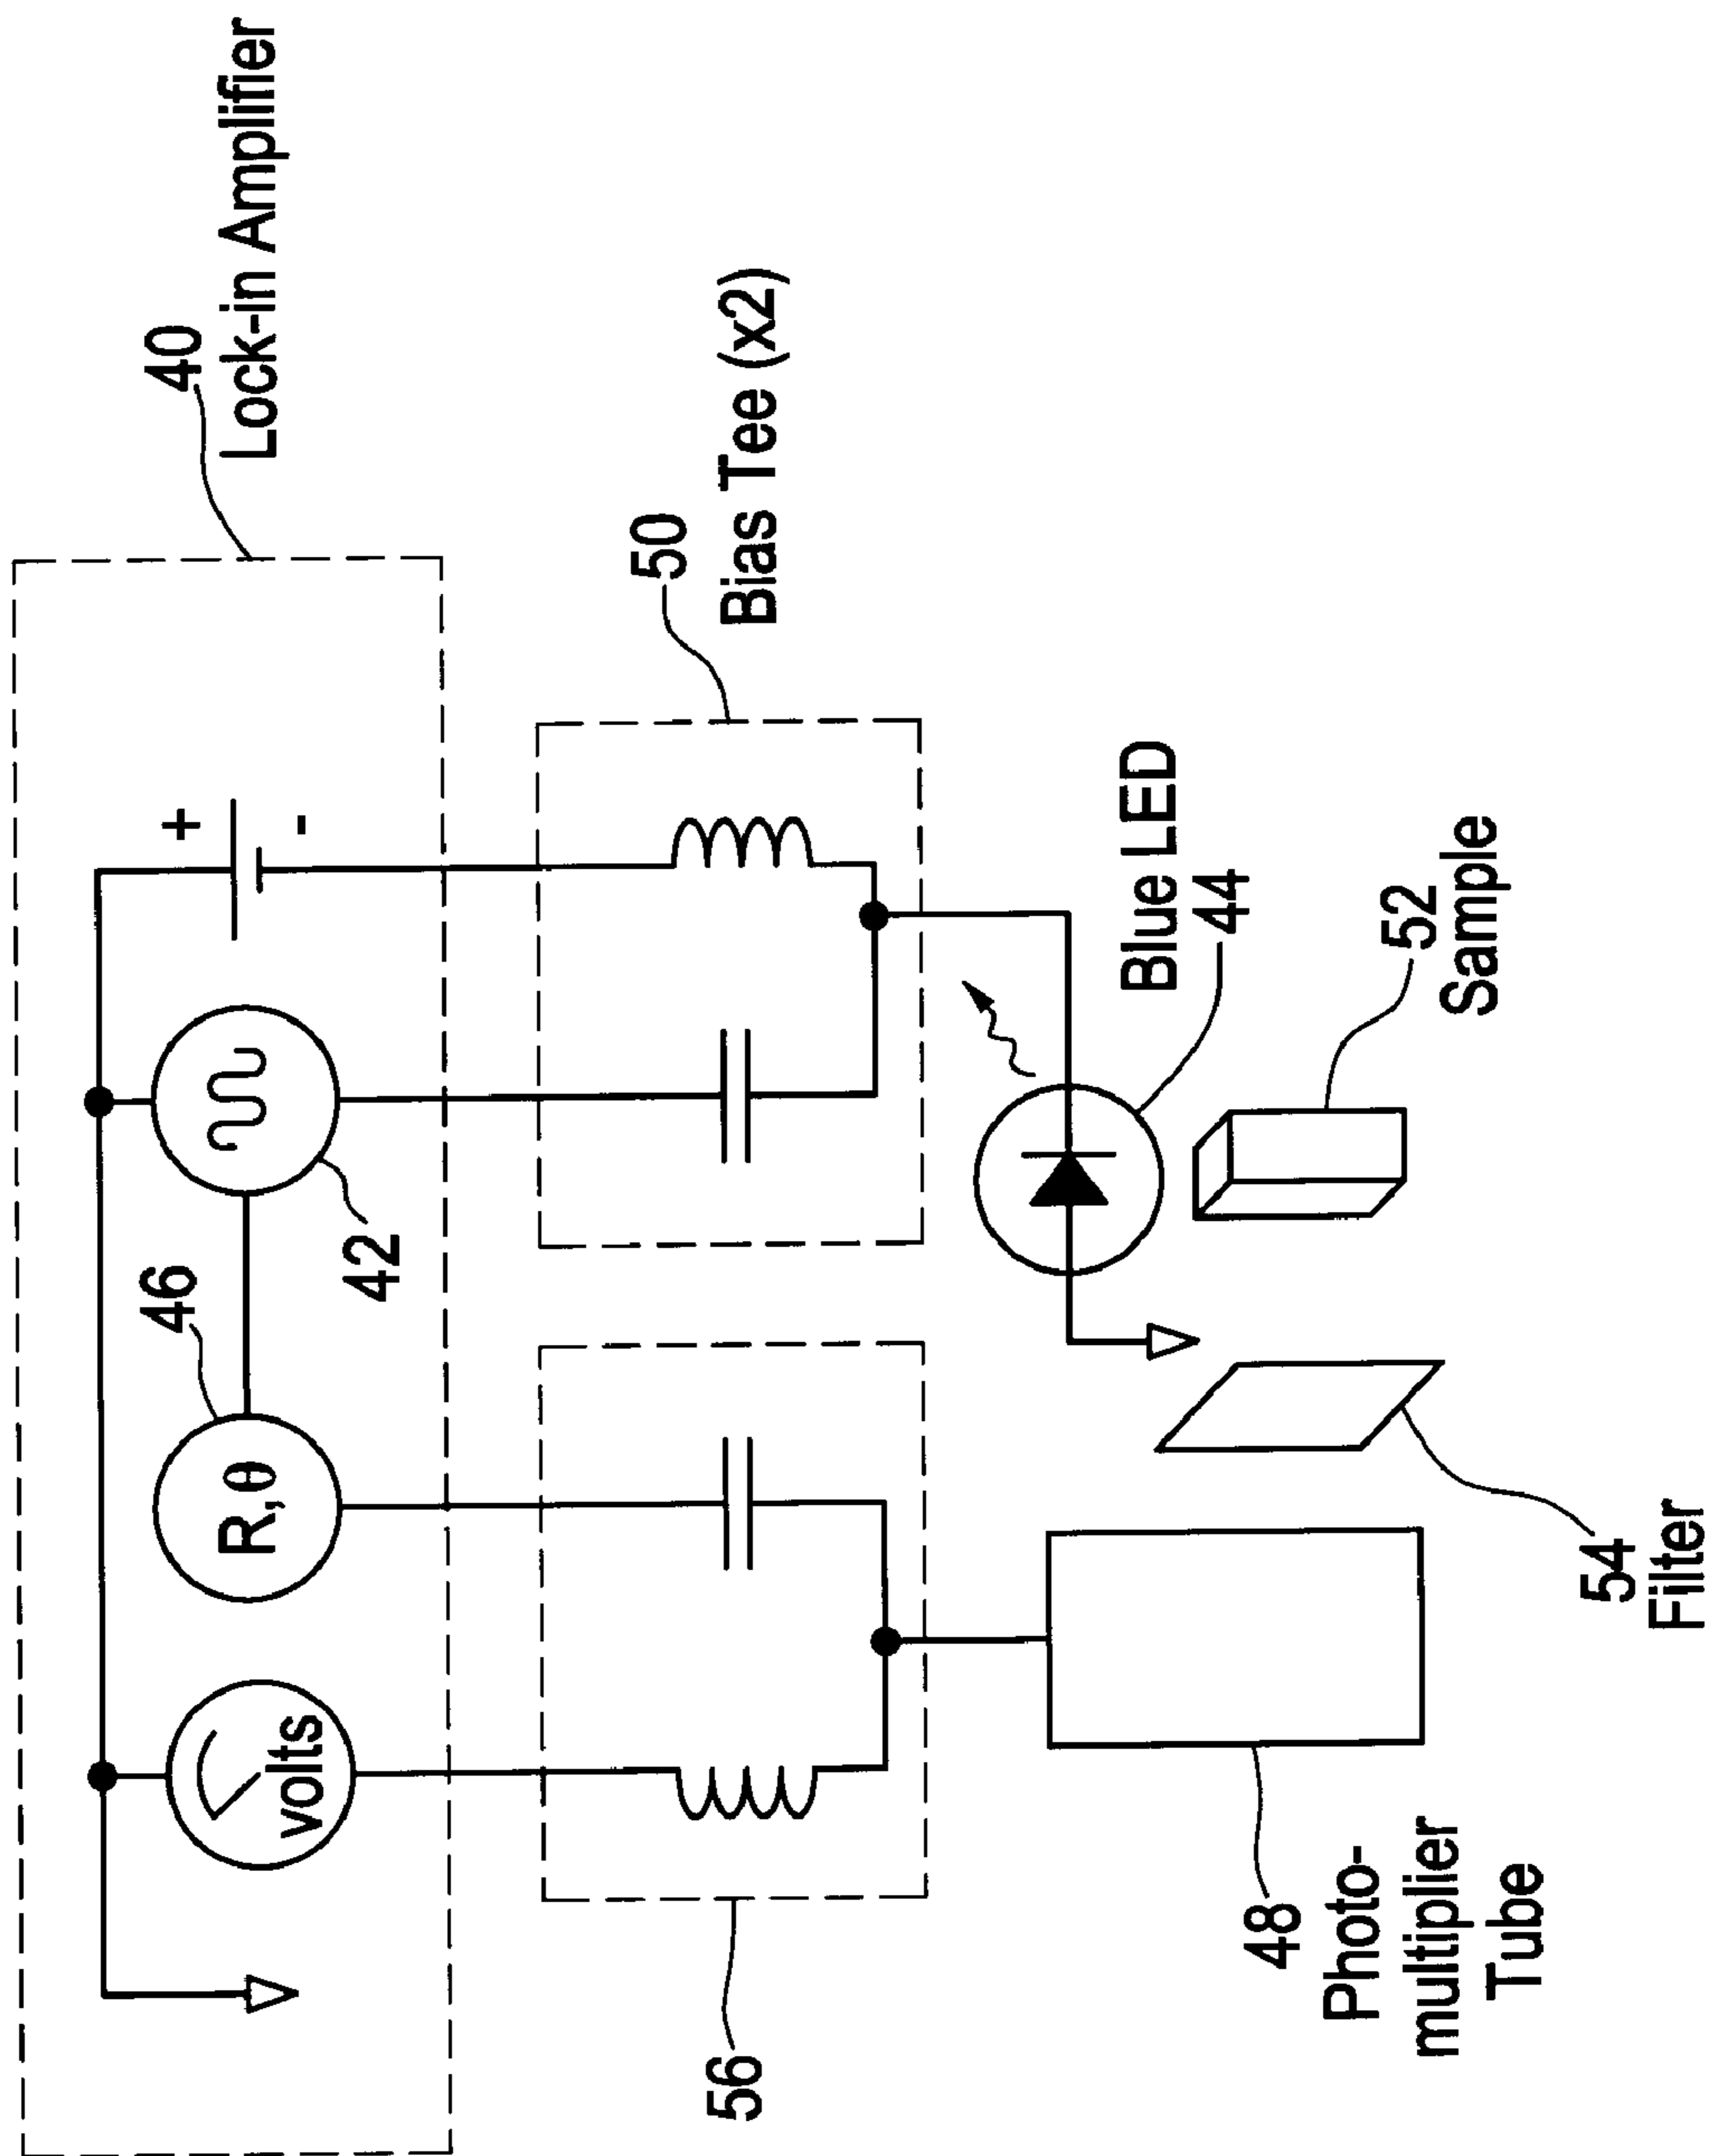 40
Lock-in Amplifier
+
-
42
46
R,θ
volts
50
Bias Tee (x2)
56
Blue LED
44
52
Sample
54
Filter
48
Photo-
multiplier
Tube